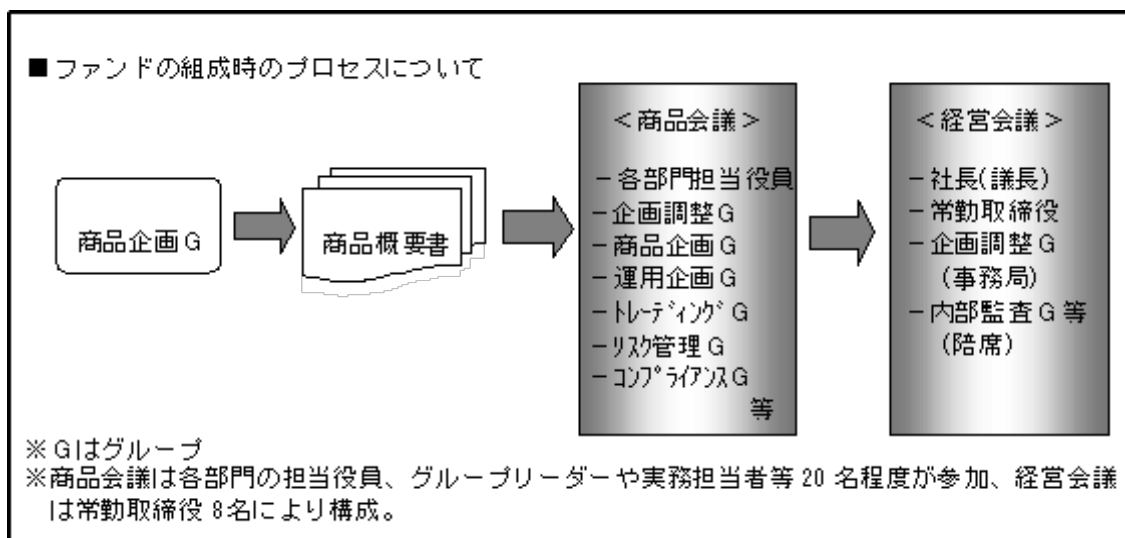 ■ファンドの組成時のプロセスについて
商品企画G
商品概要書
＜商品会議＞
－各部門担当役員
－企画調整G
－商品企画G
－運用企画G
－ﾄﾚｰﾃﾞｨﾝｸﾞG
－ﾘｽｸ管理G
－ｺﾝﾌﾟﾗｲｱﾝｽG
等
＜経営会議＞
－社長(議長)
－常勤取締役
－企画調整G
(事務局)
－内部監査G等
(陪席)
※Gはグループ
※商品会議は各部門の担当役員、グループリーダーや実務担当者等20名程度が参加、経営会議
は常勤取締役8名により構成。